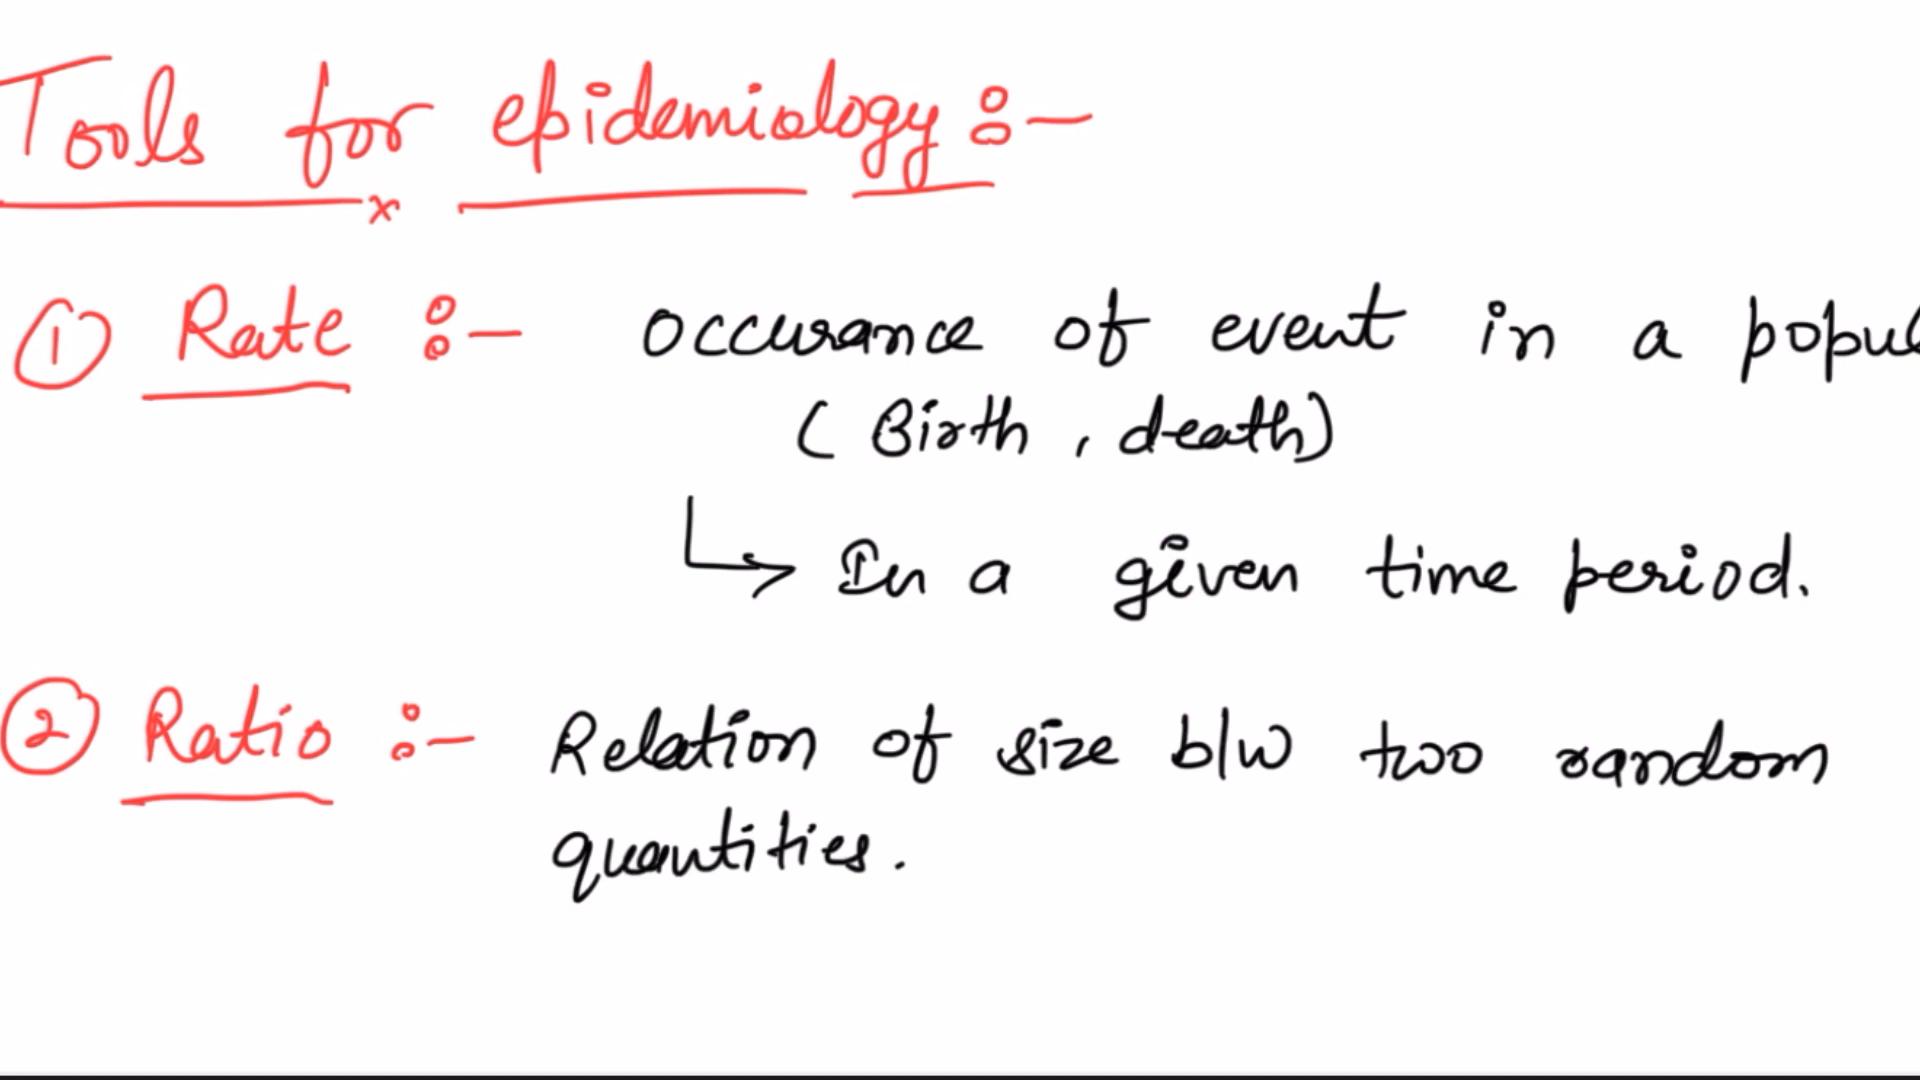 Tools for epidemiology :-
① Rate :- occurance of event in a popul
(Birth, death)
↳ In a given time period.
② Ratio :- Relation of size b/w two random
quantities.